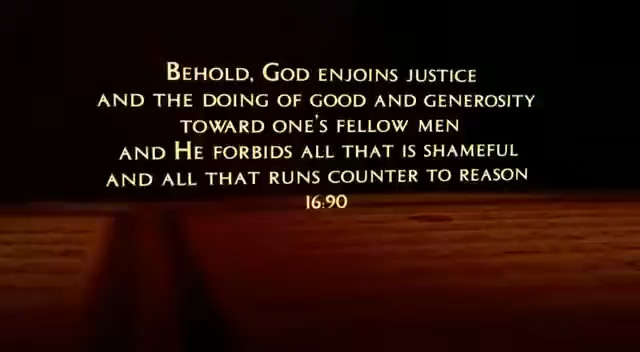 Behold, God enjoins justice
and the doing of good and generosity
toward one's fellow men
and He forbids all that is shameful
and all that runs counter to reason
16:90